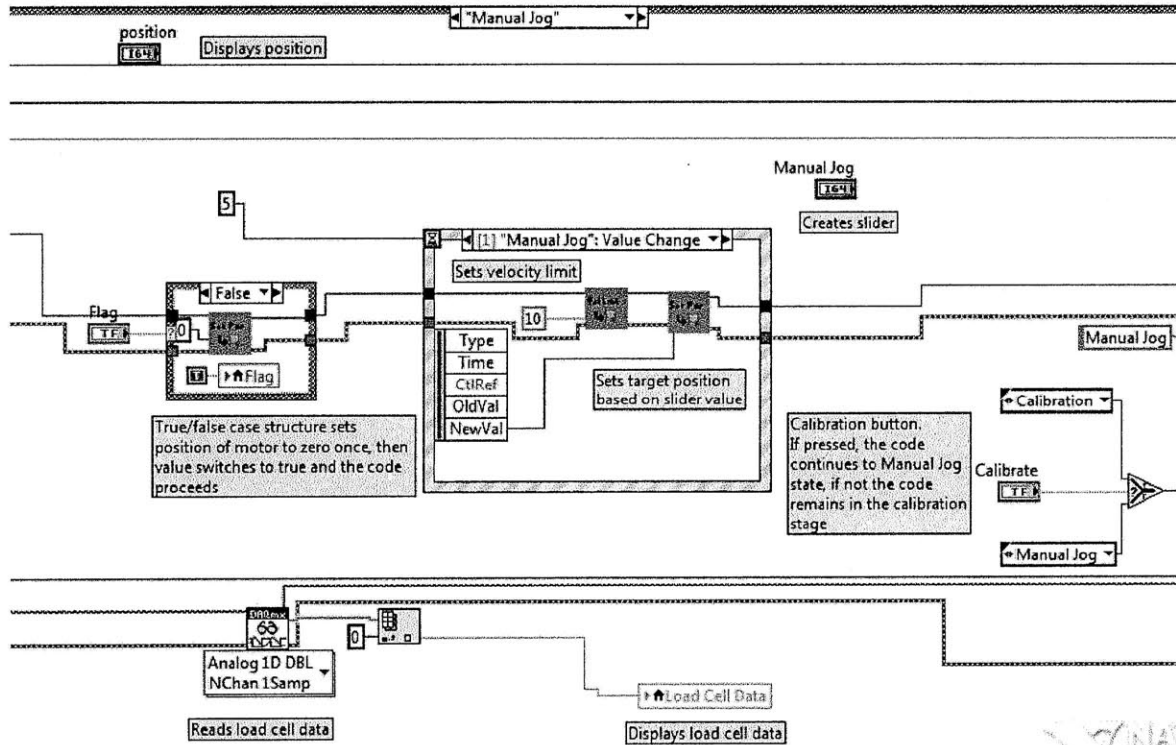 "Manual Jog"
position
I64
Displays position
Manual Jog
I64
Creates slider
5
[1] "Manual Jog": Value Change
Sets velocity limit
False
Flag
TF
?
0
T
Flag
10
Type
Time
CtlRef
OldVal
NewVal
Sets target position
based on slider value
Manual Jog
True/false case structure sets
position of motor to zero once, then
value switches to true and the code
proceeds
Calibration button.
If pressed, the code
continues to Manual Jog
state, if not the code
remains in the calibration
stage
Calibration
Calibrate
TF
?
Manual Jog
DAQmx
Analog 1D DBL
NChan 1Samp
0
Load Cell Data
Reads load cell data
Displays load cell data